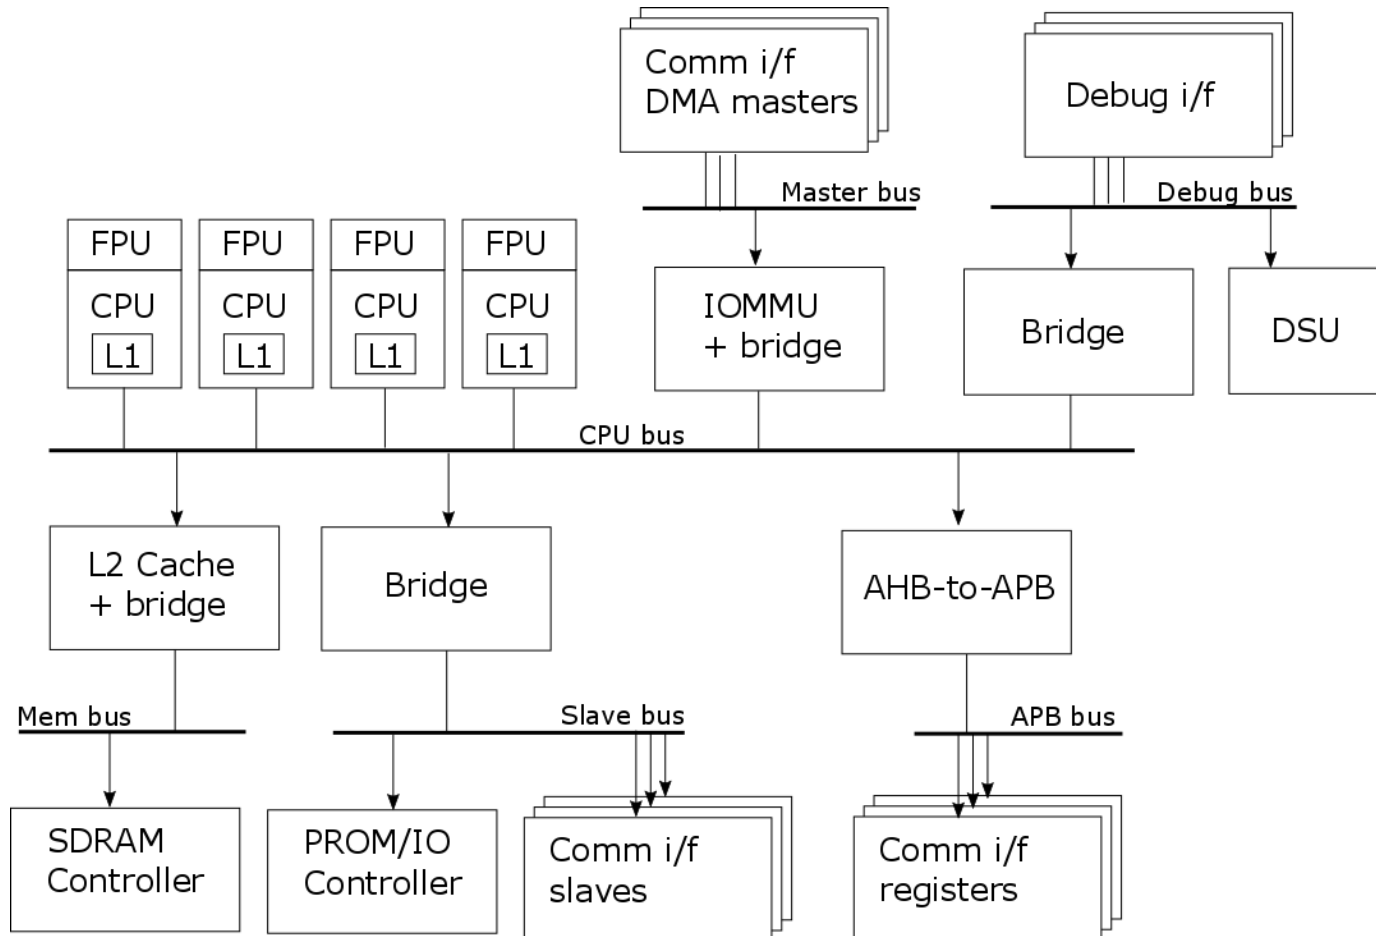 Comm i/f
DMA masters
Debug i/f
Master bus
Debug bus
FPU
FPU
FPU
FPU
CPU
CPU
CPU
CPU
L1
L1
L1
L1
IOMMU
+ bridge
Bridge
DSU
CPU bus
L2 Cache
+ bridge
Bridge
AHB-to-APB
Mem bus
Slave bus
APB bus
SDRAM
Controller
PROM/IO
Controller
Comm i/f
slaves
Comm i/f
registers